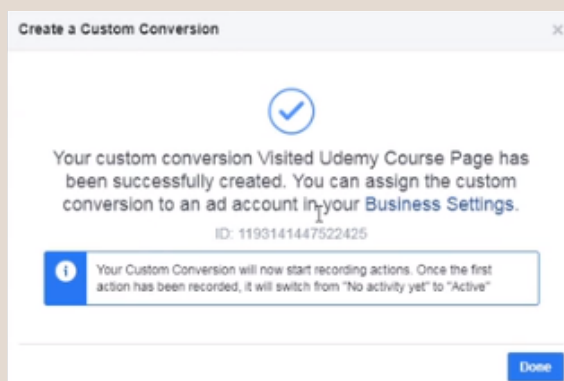 Create a Custom Conversion
Your custom conversion Visited Udemy Course Page has
been successfully created. You can assign the custom
conversion to an ad account in your Business Settings.
ID: 1193141447522425
Your Custom Conversion will now start recording actions. Once the first
action has been recorded, it will switch from "No activity yet" to "Active"
Done